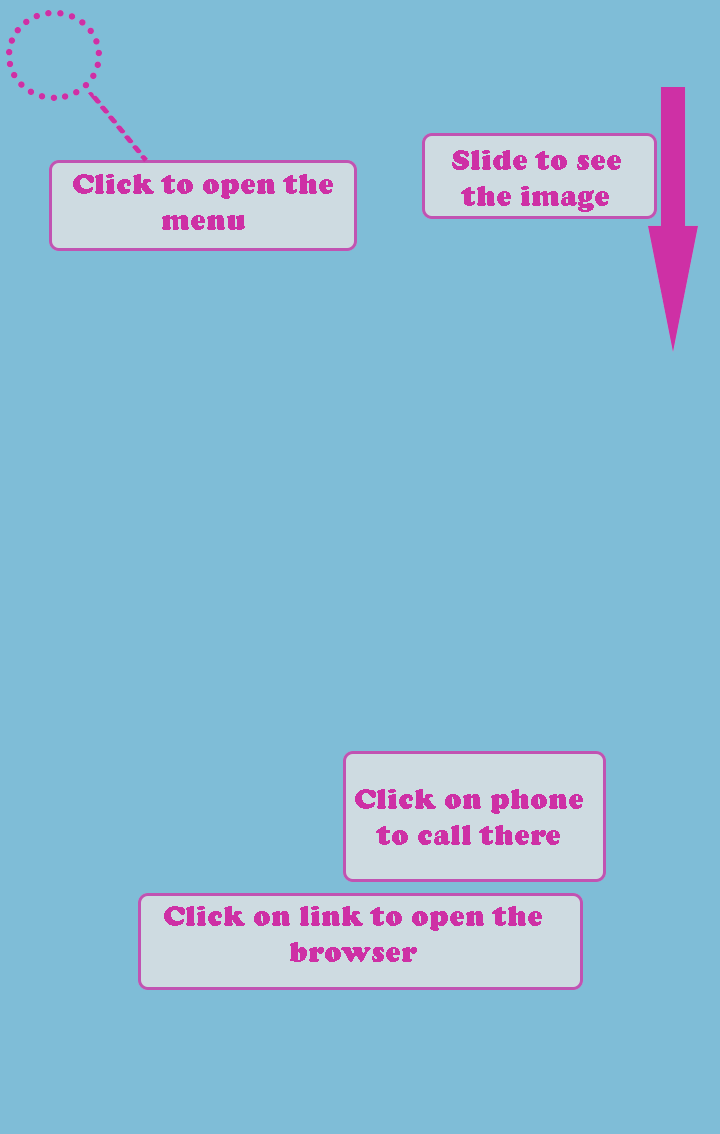 Click to open the
menu
Slide to see
the image
Click on phone
to call there
Click on link to open the
browser